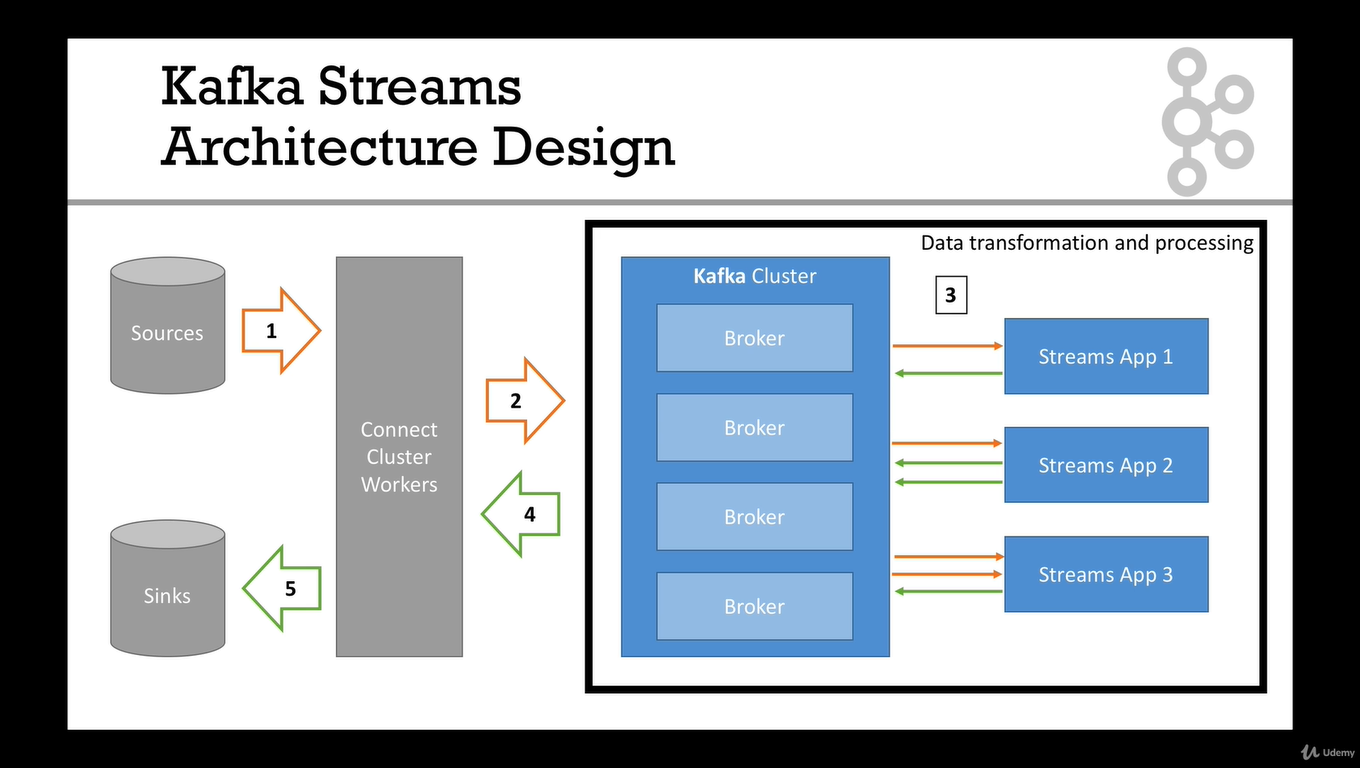 Kafka Streams
Architecture Design
Data transformation and processing
Sources
1
Connect
Cluster
Workers
2
4
Sinks
5
Kafka Cluster
Broker
Broker
Broker
Broker
3
Streams App 1
Streams App 2
Streams App 3
Udemy